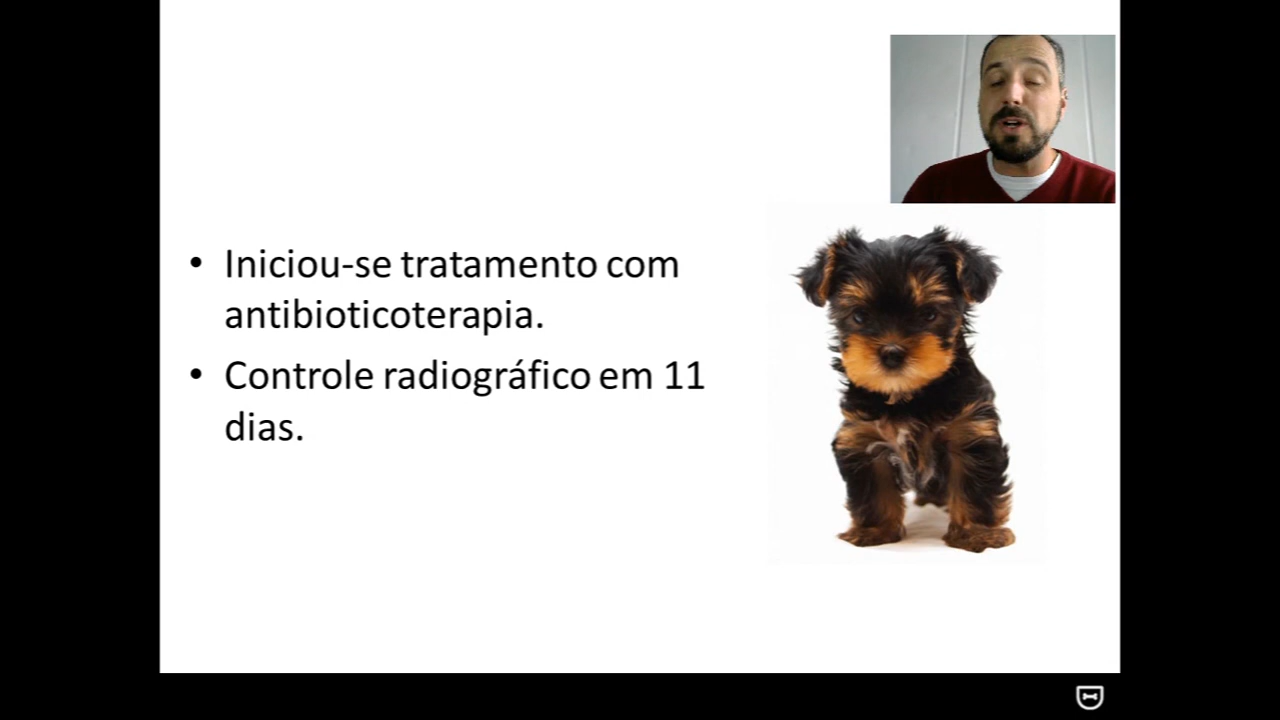 • Iniciou-se tratamento com
antibioticoterapia.
• Controle radiográfico em 11
dias.